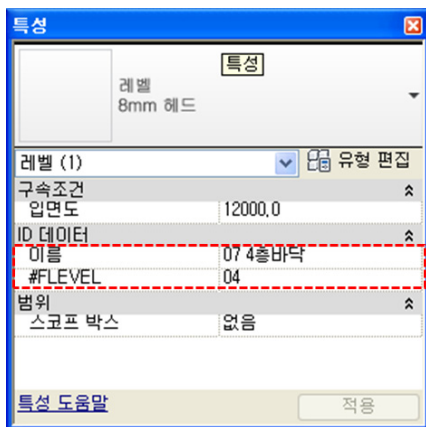 특성
특성
레벨
8mm 헤드
레벨 (1)
유형 편집
구속조건
입면도 12000,0
ID 데이터
이름 07 4층바닥
#FLEVEL 04
범위
스코프 박스 없음
특성 도움말
적용